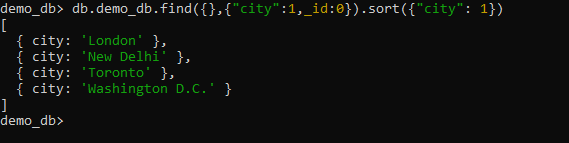 demo_db> db.demo_db.find({},{"city":1,_id:0}).sort({"city": 1})
[
  { city: 'London' },
  { city: 'New Delhi' },
  { city: 'Toronto' },
  { city: 'Washington D.C.' }
]
demo_db>